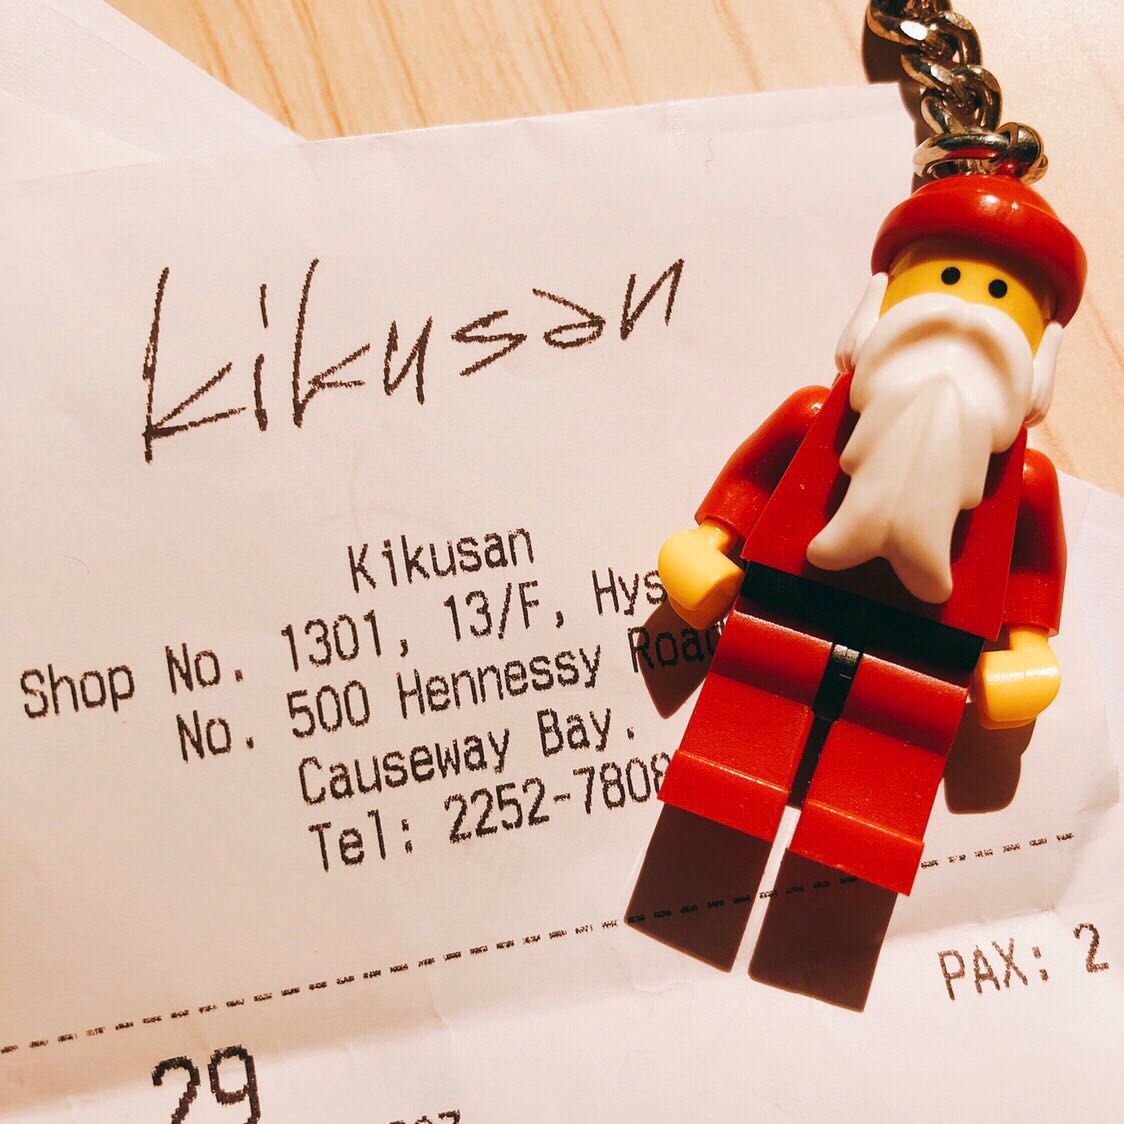 kikusan
Kikusan
Shop No. 1301, 13/F, Hys
No. 500 Hennessy Road
Causeway Bay.
Tel: 2252-7808
PAX: 2
29